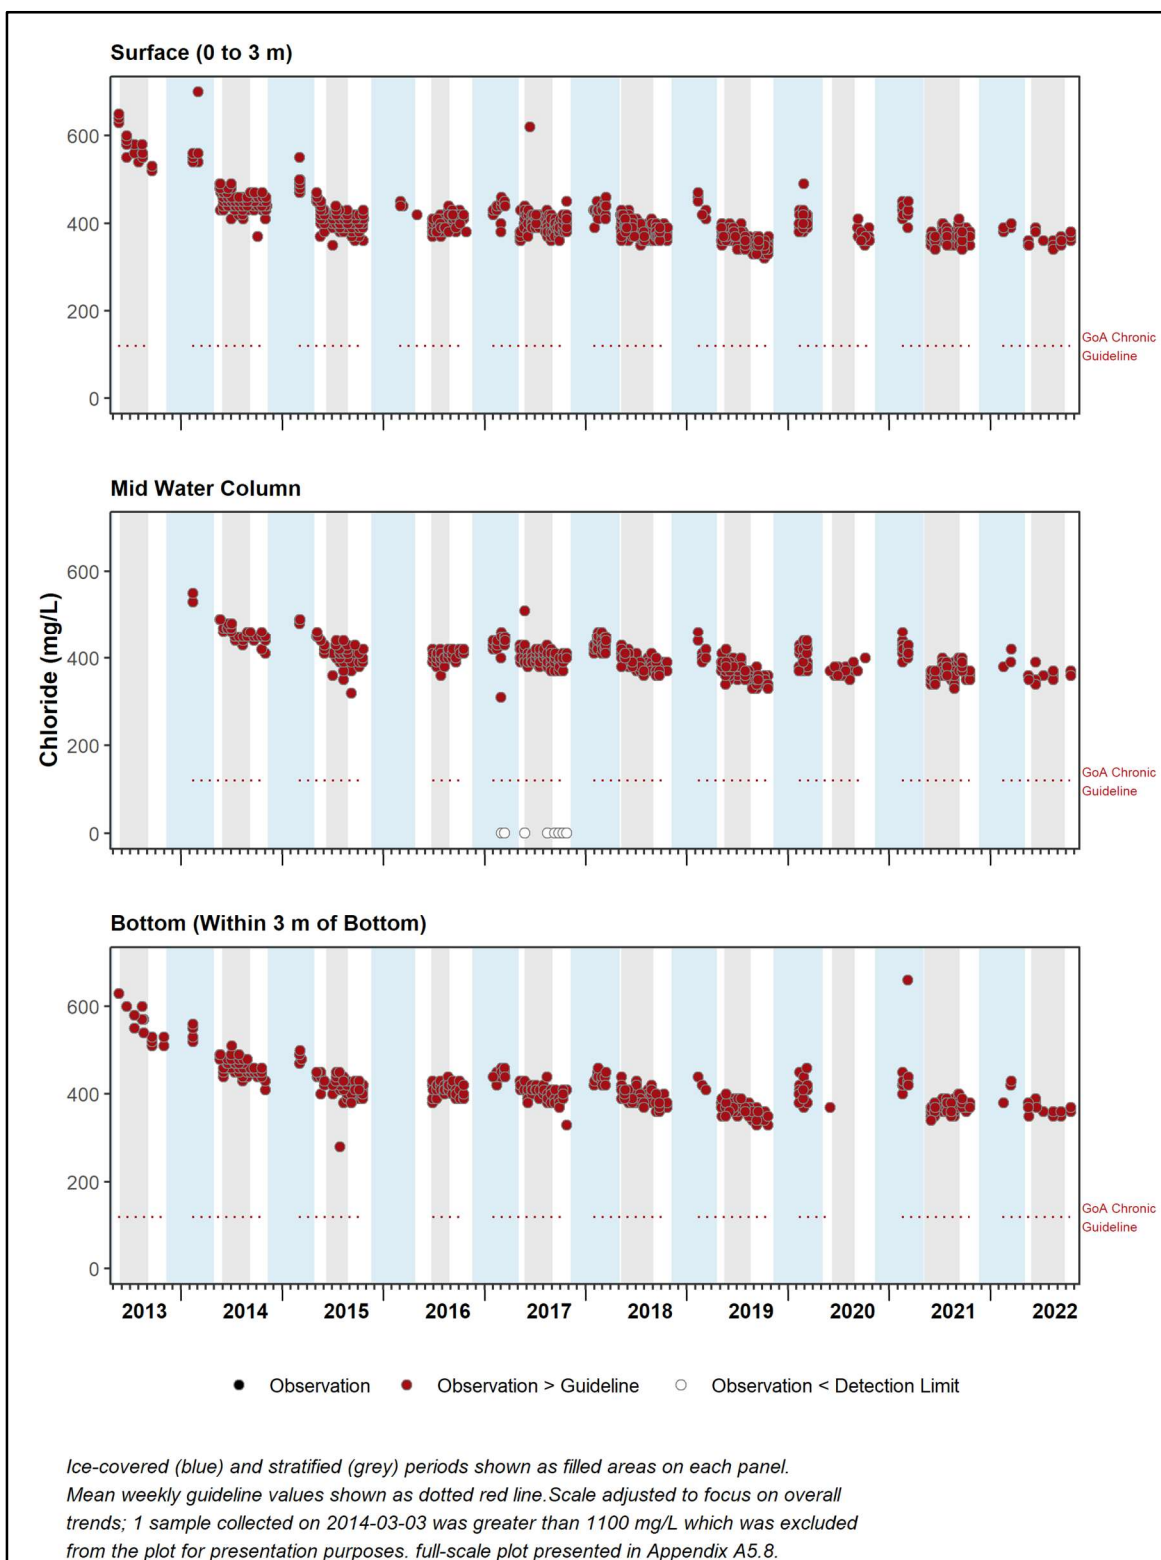 Surface (0 to 3 m)
600
400
200
0
GoA Chronic
Guideline
Mid Water Column
Chloride (mg/L)
600
400
200
0
GoA Chronic
Guideline
Bottom (Within 3 m of Bottom)
600
400
200
0
GoA Chronic
Guideline
2013 2014 2015 2016 2017 2018 2019 2020 2021 2022
Observation Observation > Guideline Observation < Detection Limit
Ice-covered (blue) and stratified (grey) periods shown as filled areas on each panel.
Mean weekly guideline values shown as dotted red line.Scale adjusted to focus on overall
trends; 1 sample collected on 2014-03-03 was greater than 1100 mg/L which was excluded
from the plot for presentation purposes. full-scale plot presented in Appendix A5.8.